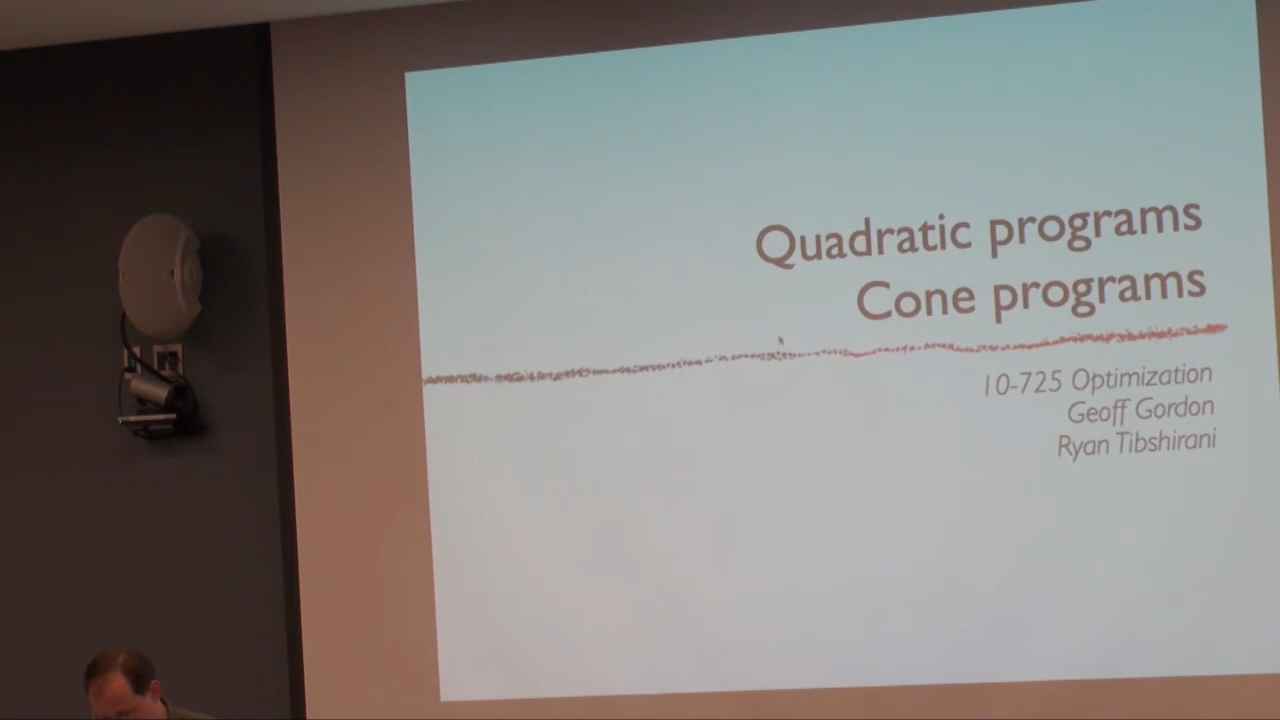 Quadratic programs
Cone programs
10-725 Optimization
Geoff Gordon
Ryan Tibshirani